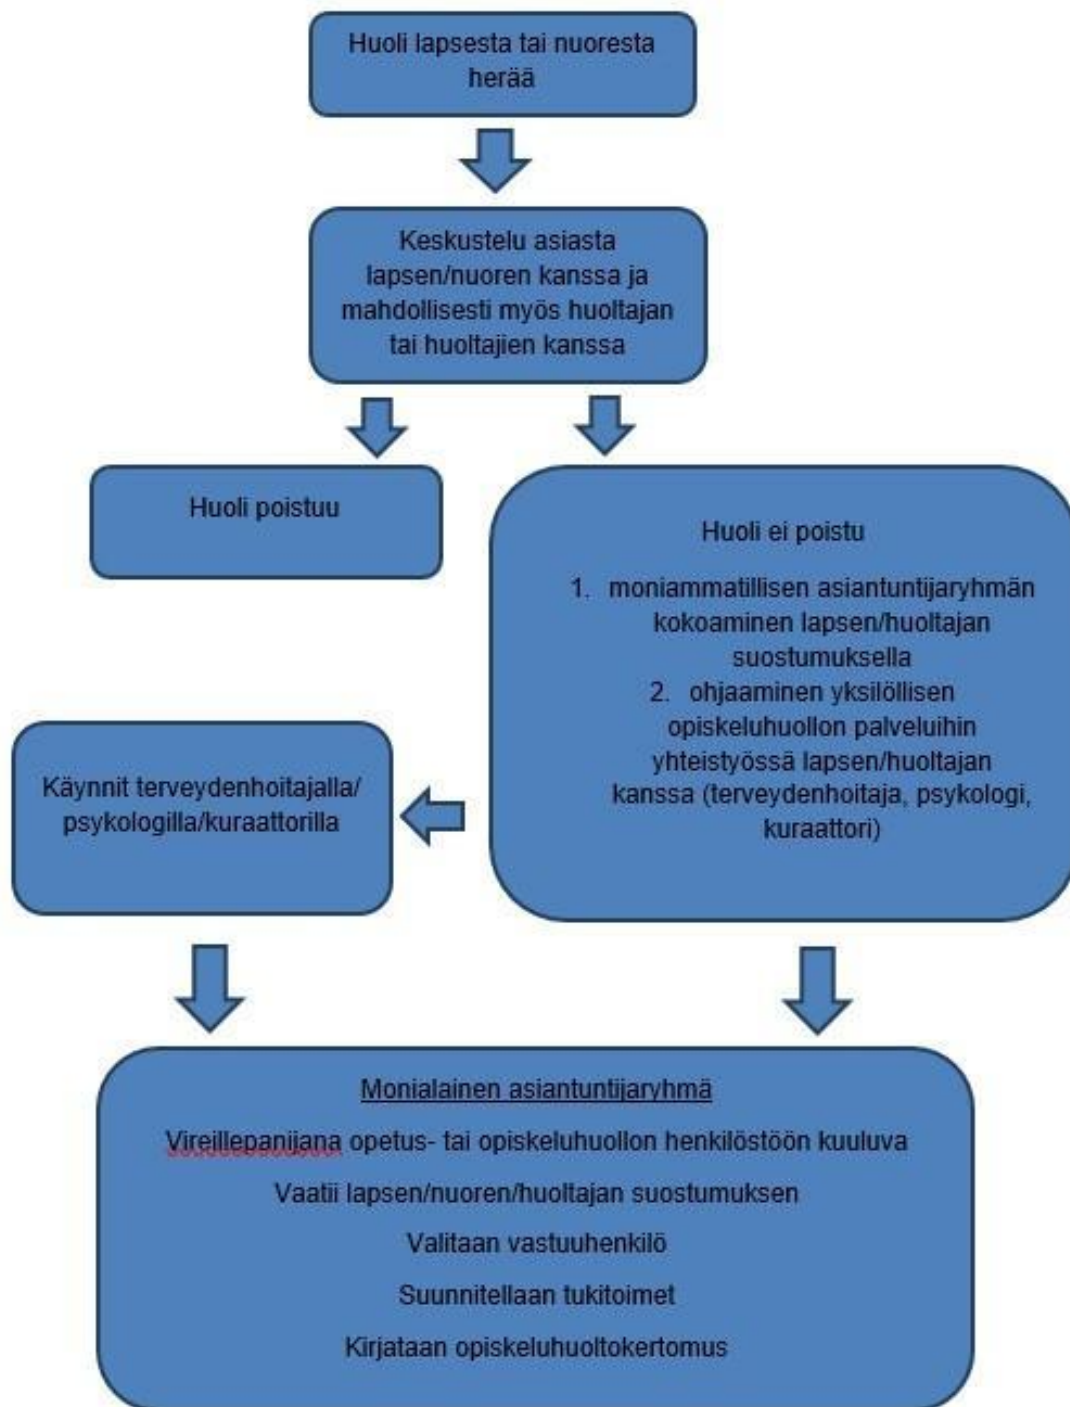 Huoli lapsesta tai nuoresta
herää
Keskustelu asiasta
lapsen/nuoren kanssa ja
mahdollisesti myös huoltajan
tai huoltajien kanssa
Huoli poistuu
Huoli ei poistu
1. moniammatillisen asiantuntijaryhmän
kokoaminen lapsen/huoltajan
suostumuksella
2. ohjaaminen yksilöllisen
opiskeluhuollon palveluihin
yhteistyössä lapsen/huoltajan
kanssa (terveydenhoitaja, psykologi,
kuraattori)
Käynnit terveydenhoitajalla/
psykologilla/kuraattorilla
Monialainen asiantuntijaryhmä
Vireillepanijana opetus- tai opiskeluhuollon henkilöstöön kuuluva
Vaatii lapsen/nuoren/huoltajan suostumuksen
Valitaan vastuuhenkilö
Suunnitellaan tukitoimet
Kirjataan opiskeluhuoltokertomus